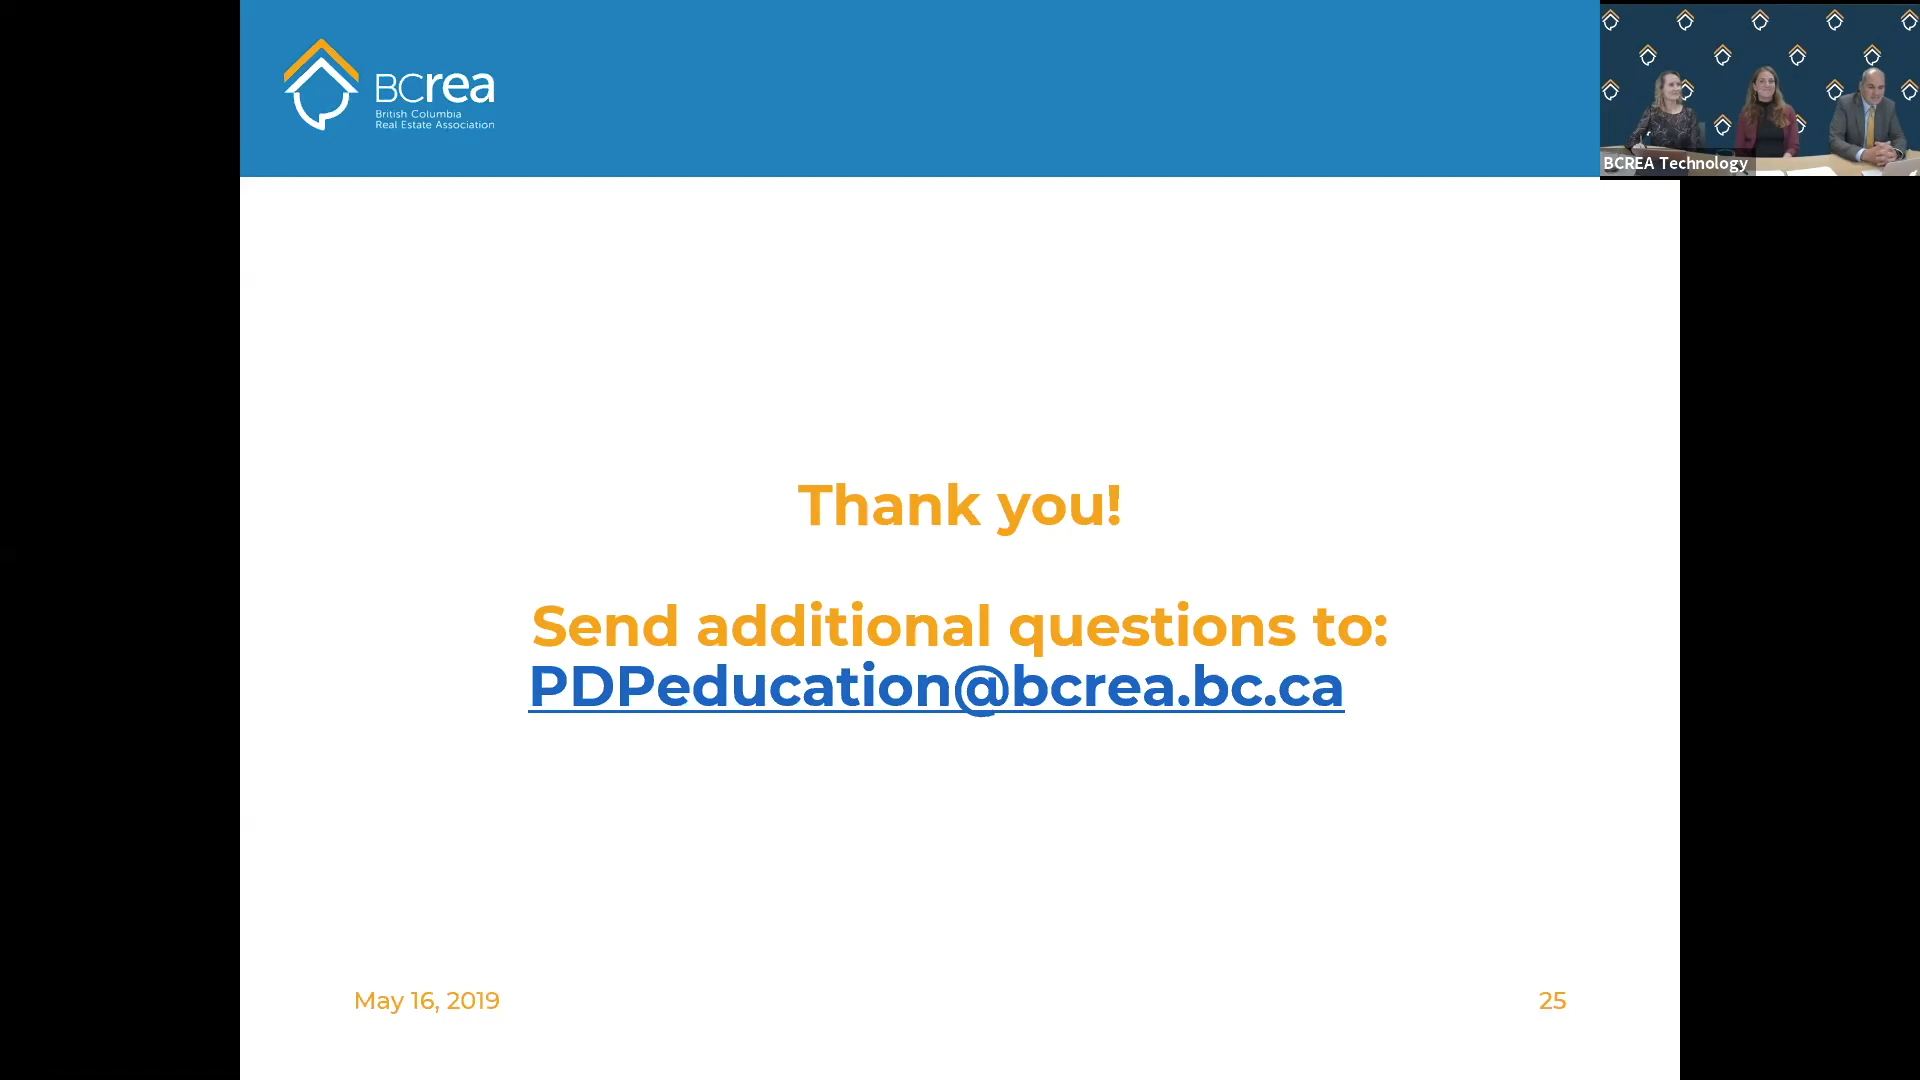 BCrea
British Columbia
Real Estate Association
BCREA Technology
Thank you!
Send additional questions to:
PDPeducation@bcrea.bc.ca
May 16, 2019
25